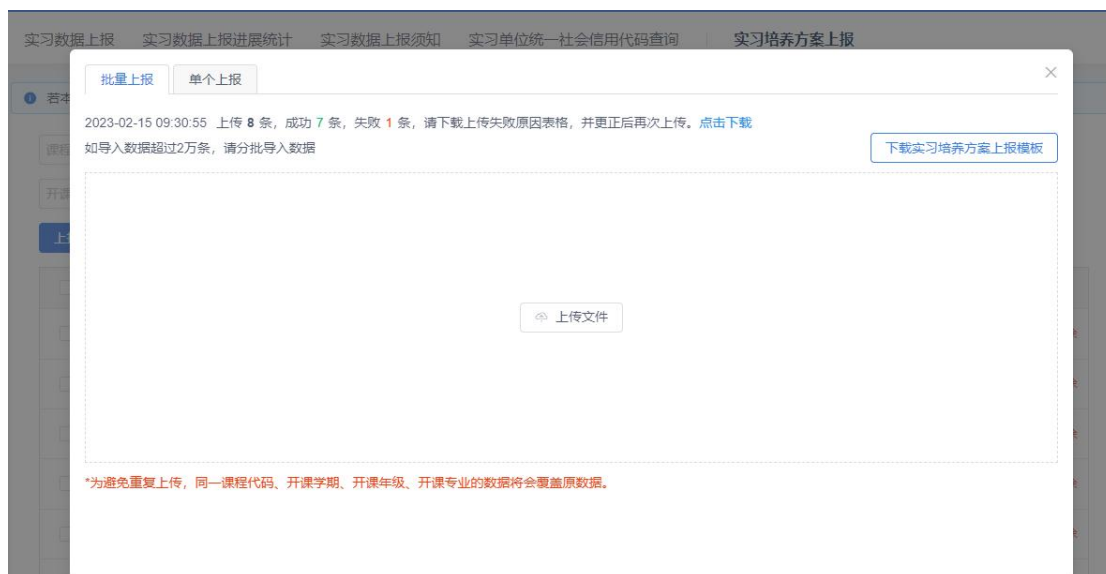 实习数据上报 实习数据上报进展统计 实习数据上报须知 实习单位统一社会信用代码查询 实习培养方案上报
批量上报 单个上报
若本
2023-02-15 09:30:55 上传 8 条，成功 7 条，失败 1 条，请下载上传失败原因表格，并更正后再次上传。点击下载
如导入数据超过2万条，请分批导入数据
下载实习培养方案上报模板
课程
开课
上
上传文件
*为避免重复上传，同一课程代码、开课学期、开课年级、开课专业的数据将会覆盖原数据。